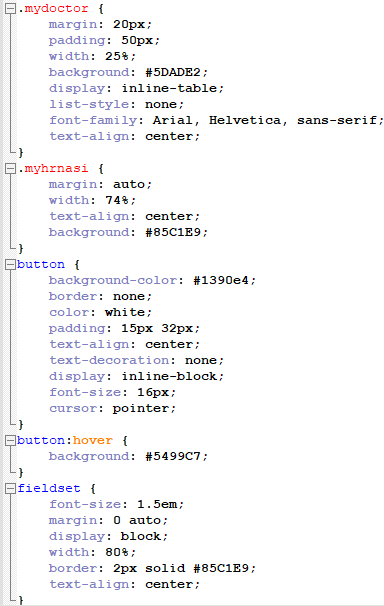 .mydoctor {
margin: 20px;
padding: 50px;
width: 25%;
background: #5DADE2;
display: inline-table;
list-style: none;
font-family: Arial, Helvetica, sans-serif;
text-align: center;
}
.myhrnasi {
margin: auto;
width: 74%;
text-align: center;
background: #85C1E9;
}
button {
background-color: #1390e4;
border: none;
color: white;
padding: 15px 32px;
text-align: center;
text-decoration: none;
display: inline-block;
font-size: 16px;
cursor: pointer;
}
button:hover {
background: #5499C7;
}
fieldset {
font-size: 1.5em;
margin: 0 auto;
display: block;
width: 80%;
border: 2px solid #85C1E9;
text-align: center;
}